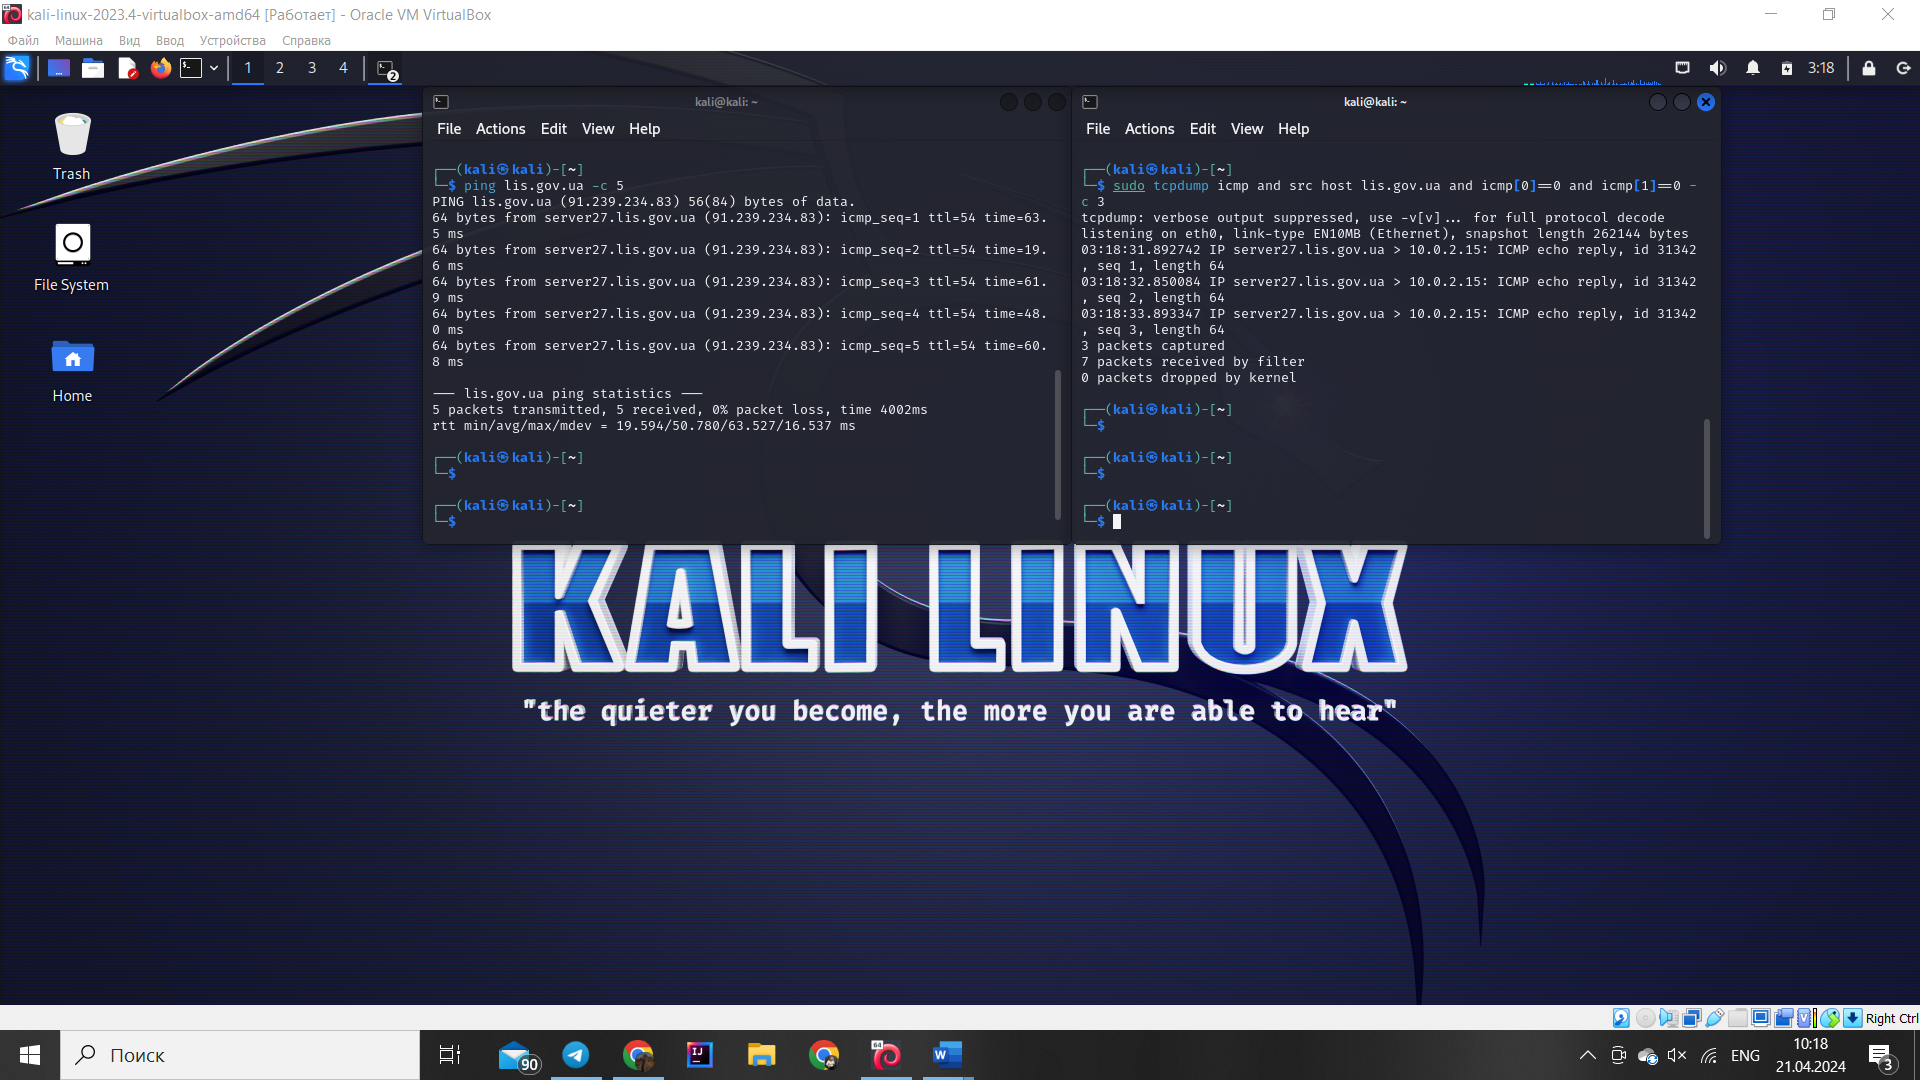 kali-linux-2023.4-virtualbox-amd64 [Работает] - Oracle VM VirtualBox
Файл Машина Вид Ввод Устройства Справка
1 2 3 4 2 3:18
Trash
File System
Home
kali@kali: ~
File Actions Edit View Help
┌──(kali㉿kali)-[~]
└─$ ping lis.gov.ua -c 5
PING lis.gov.ua (91.239.234.83) 56(84) bytes of data.
64 bytes from server27.lis.gov.ua (91.239.234.83): icmp_seq=1 ttl=54 time=63.
5 ms
64 bytes from server27.lis.gov.ua (91.239.234.83): icmp_seq=2 ttl=54 time=19.
6 ms
64 bytes from server27.lis.gov.ua (91.239.234.83): icmp_seq=3 ttl=54 time=61.
9 ms
64 bytes from server27.lis.gov.ua (91.239.234.83): icmp_seq=4 ttl=54 time=48.
0 ms
64 bytes from server27.lis.gov.ua (91.239.234.83): icmp_seq=5 ttl=54 time=60.
8 ms
--- lis.gov.ua ping statistics ---
5 packets transmitted, 5 received, 0% packet loss, time 4002ms
rtt min/avg/max/mdev = 19.594/50.780/63.527/16.537 ms
┌──(kali㉿kali)-[~]
└─$
┌──(kali㉿kali)-[~]
└─$
kali@kali: ~
File Actions Edit View Help
┌──(kali㉿kali)-[~]
└─$ sudo tcpdump icmp and src host lis.gov.ua and icmp[0]==0 and icmp[1]==0 -
c 3
tcpdump: verbose output suppressed, use -v[v]... for full protocol decode
listening on eth0, link-type EN10MB (Ethernet), snapshot length 262144 bytes
03:18:31.892742 IP server27.lis.gov.ua > 10.0.2.15: ICMP echo reply, id 31342
, seq 1, length 64
03:18:32.850084 IP server27.lis.gov.ua > 10.0.2.15: ICMP echo reply, id 31342
, seq 2, length 64
03:18:33.893347 IP server27.lis.gov.ua > 10.0.2.15: ICMP echo reply, id 31342
, seq 3, length 64
3 packets captured
7 packets received by filter
0 packets dropped by kernel
┌──(kali㉿kali)-[~]
└─$
┌──(kali㉿kali)-[~]
└─$
┌──(kali㉿kali)-[~]
└─$
KALI LINUX
"the quieter you become, the more you are able to hear"
Right Ctrl
Поиск
90
IJ
64
W
ENG
10:18
21.04.2024
3